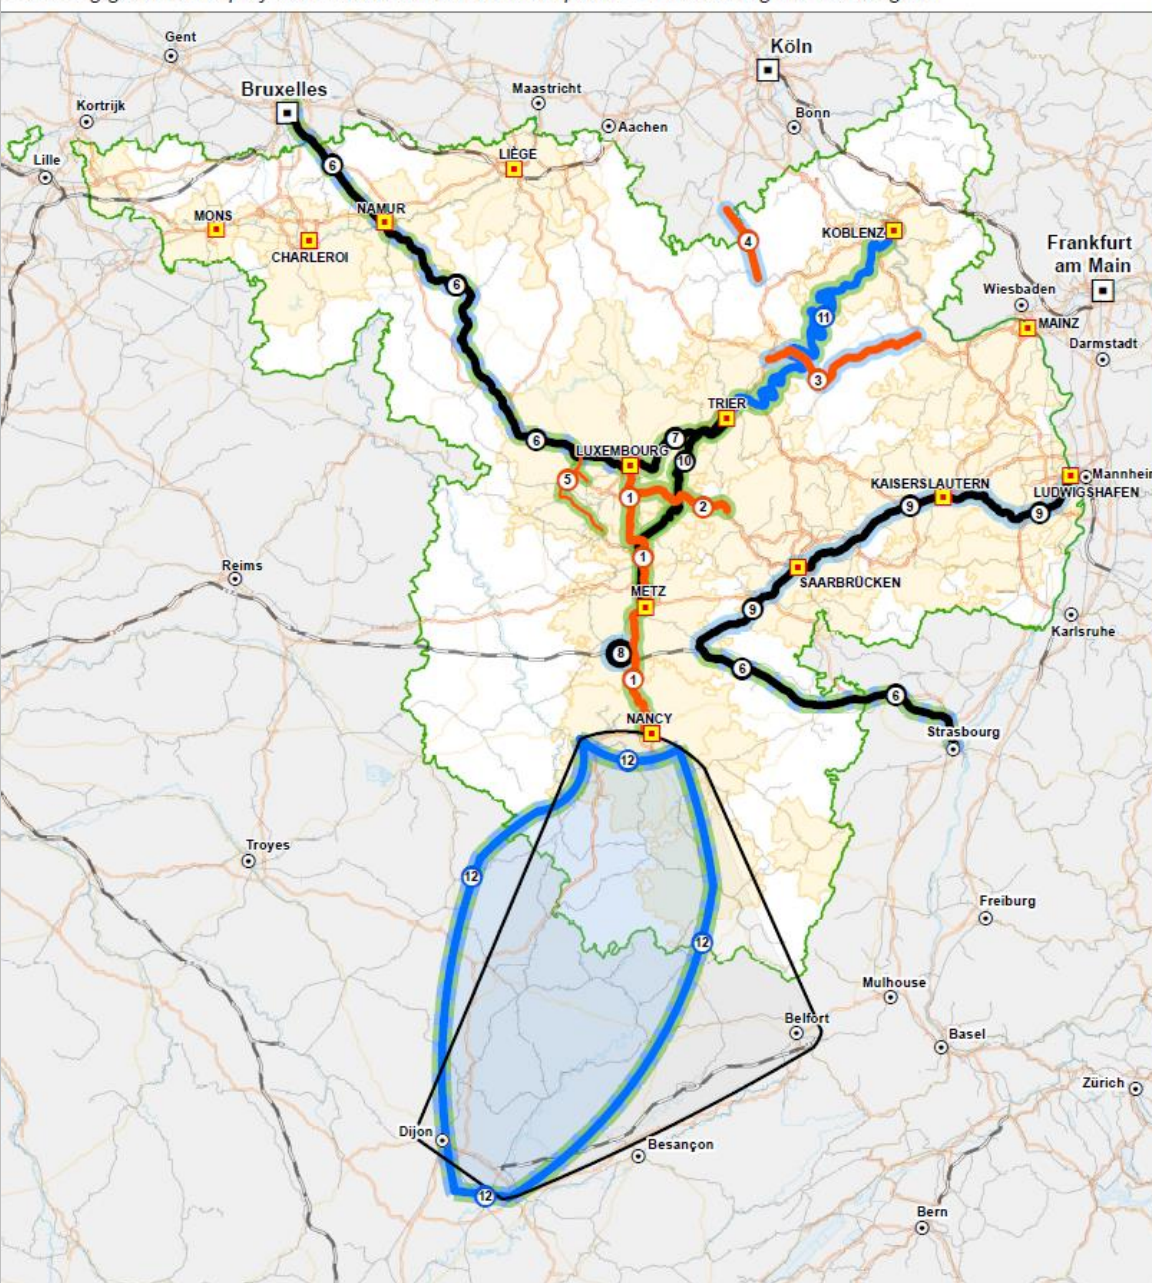 Gent
Köln
Bruxelles
Maastricht
Kortrijk
Bonn
Aachen
LIÈGE
Lille
6
NAMUR
MONS
KOBLENZ
4
CHARLEROI
Frankfurt
am Main
6
Wiesbaden
11
MAINZ
Darmstadt
3
TRIER
6
7
LUXEMBOURG
10
5
Mannheim
KAISERSLAUTERN
LUDWIGSHAFEN
1
2
9
9
1
Reims
SAARBRÜCKEN
METZ
9
Karlsruhe
8
6
1
6
NANCY
Strasbourg
12
Troyes
12
Freiburg
12
Mulhouse
Belfort
Basel
Zürich
Dijon
Besançon
12
Bern